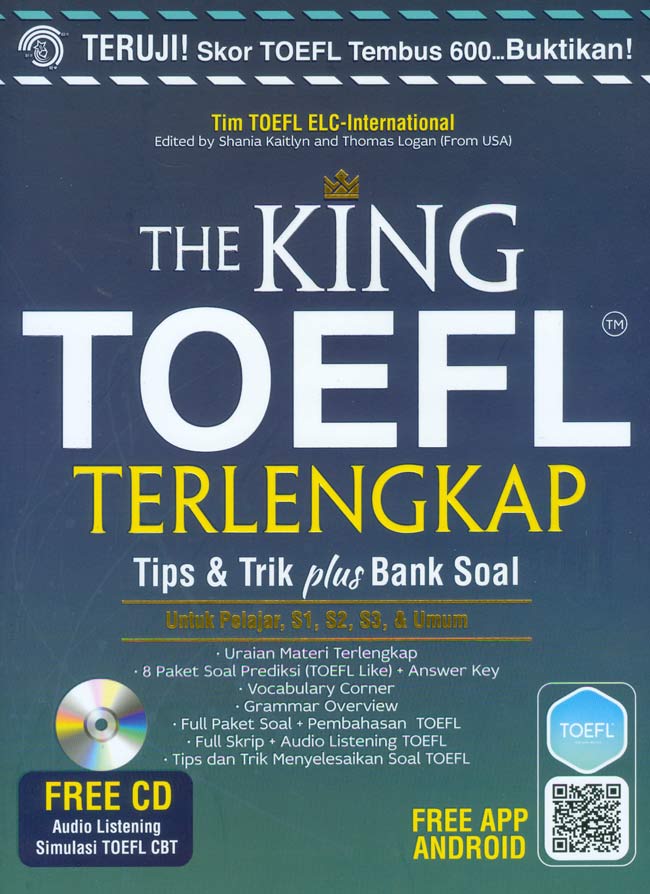 TERUJI! Skor TOEFL Tembus 600...Buktikan!
Tim TOEFL ELC-International
Edited by Shania Kaitlyn and Thomas Logan (From USA)
THE KING
TOEFL TM
TERLENGKAP
Tips & Trik plus Bank Soal
Untuk Pelajar, S1, S2, S3, & Umum
· Uraian Materi Terlengkap
· 8 Paket Soal Prediksi (TOEFL Like) + Answer Key
· Vocabulary Corner
· Grammar Overview
· Full Paket Soal + Pembahasan TOEFL
· Full Skrip + Audio Listening TOEFL
· Tips dan Trik Menyelesaikan Soal TOEFL
FREE CD
Audio Listening
Simulasi TOEFL CBT
TOEFL
FREE APP
ANDROID